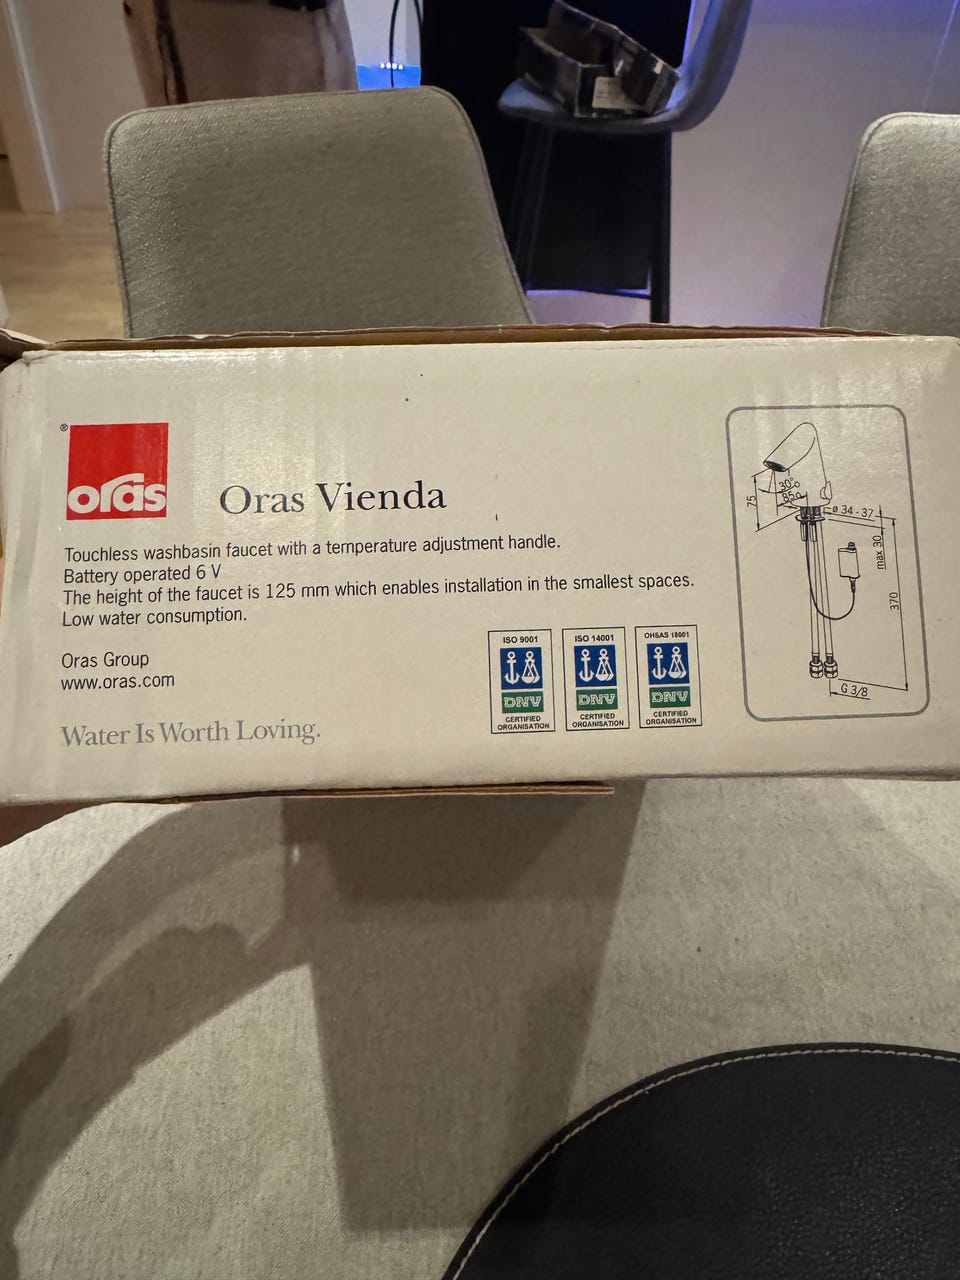 ®
oras
Oras Vienda
Touchless washbasin faucet with a temperature adjustment handle.
Battery operated 6 V
The height of the faucet is 125 mm which enables installation in the smallest spaces.
Low water consumption.
Oras Group
www.oras.com
Water Is Worth Loving.
ISO 9001
DNV
CERTIFIED
ORGANISATION
ISO 14001
DNV
CERTIFIED
ORGANISATION
OHSAS 18001
DNV
CERTIFIED
ORGANISATION
75
30°
ø 34 - 37
max 30
370
G 3/8